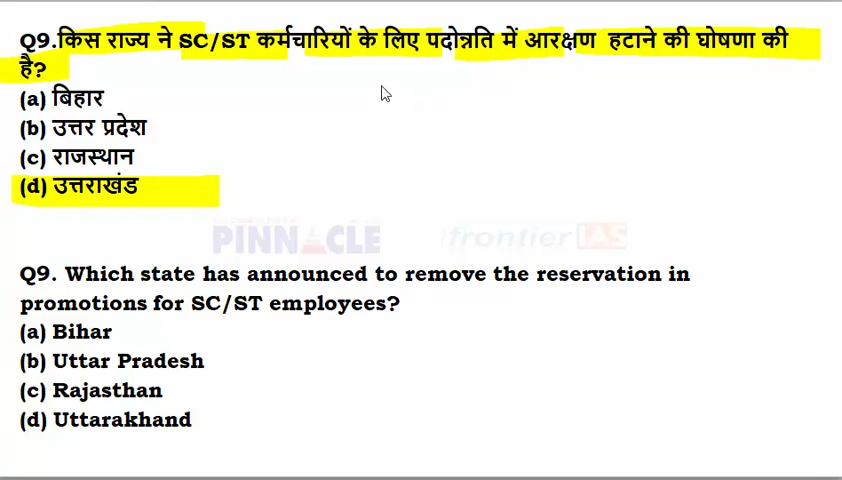 Q9.किस राज्य ने SC/ST कर्मचारियों के लिए पदोन्नति में आरक्षण हटाने की घोषणा की
है?
(a) बिहार
(b) उत्तर प्रदेश
(c) राजस्थान
(d) उत्तराखंड
PINNACLE frontier IAS
Q9. Which state has announced to remove the reservation in
promotions for SC/ST employees?
(a) Bihar
(b) Uttar Pradesh
(c) Rajasthan
(d) Uttarakhand